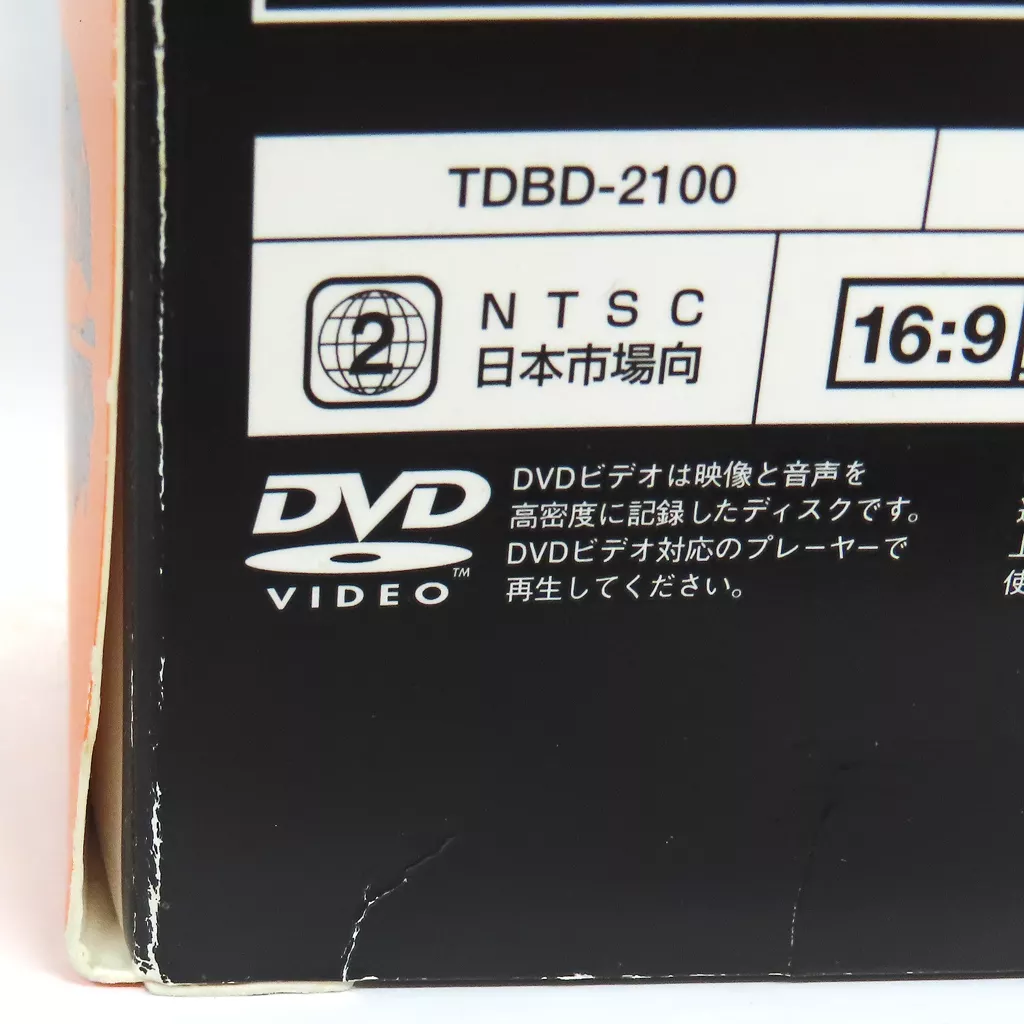 TDBD-2100
2
NTSC
日本市場向
16:9
DVD
VIDEO
TM
DVDビデオは映像と音声を
高密度に記録したディスクです。
DVDビデオ対応のプレーヤーで
再生してください。
使